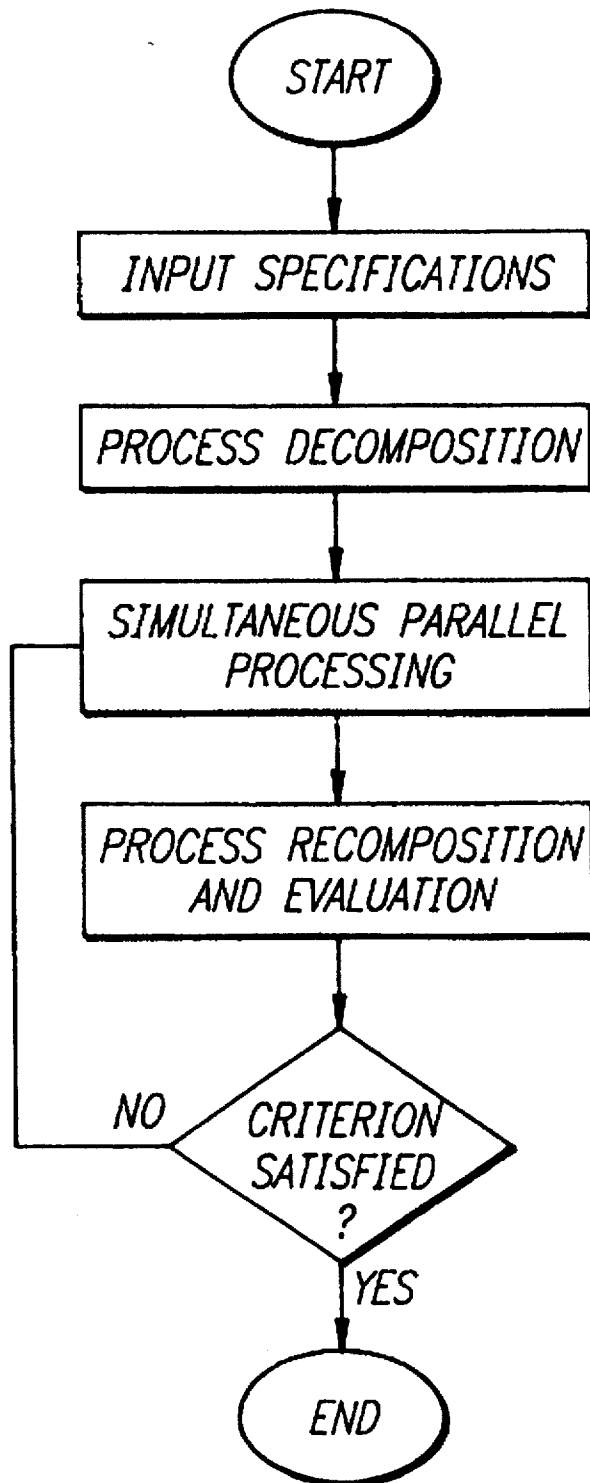 START
INPUT SPECIFICATIONS
PROCESS DECOMPOSITION
SIMULTANEOUS PARALLEL
PROCESSING
PROCESS RECOMPOSITION
AND EVALUATION
NO
CRITERION
SATISFIED
?
YES
END